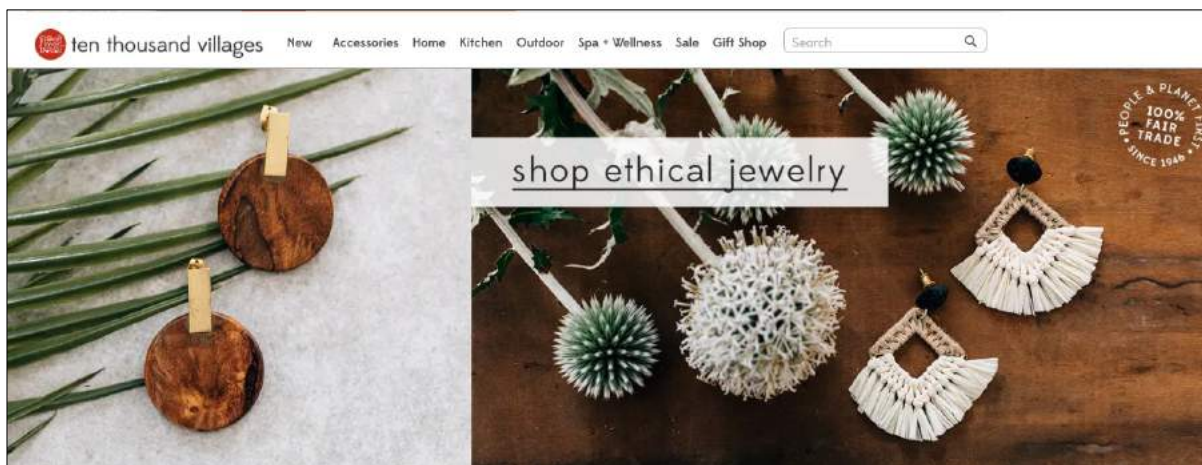 ten thousand villages
New Accessories Home Kitchen Outdoor Spa + Wellness Sale Gift Shop Search
shop ethical jewelry
PEOPLE & PLANET FIRST
100%
FAIR
TRADE
SINCE 1946